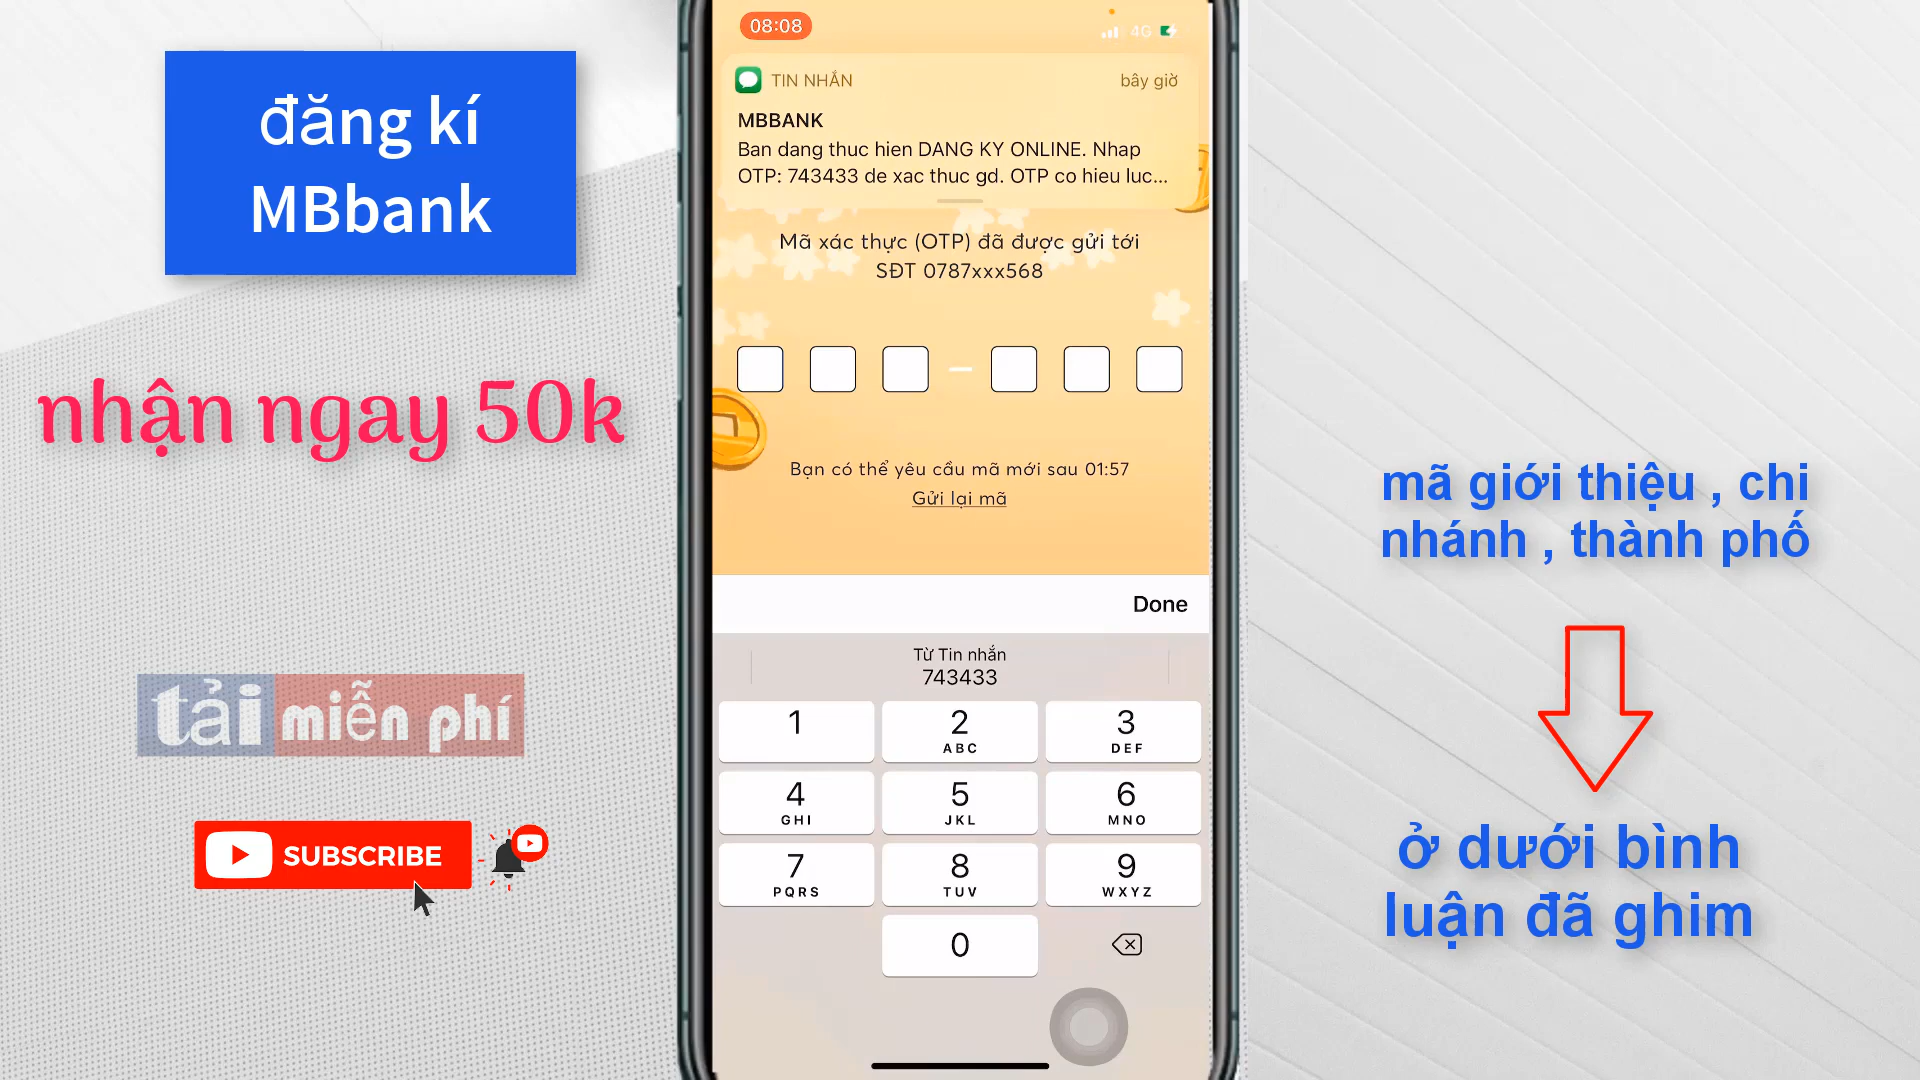 đăng kí
MBbank
nhận ngay 50k
tải miễn phí
SUBSCRIBE
08:08
4G
TIN NHẮN
bây giờ
MBBANK
Ban dang thuc hien DANG KY ONLINE. Nhap
OTP: 743433 de xac thuc gd. OTP co hieu luc...
Mã xác thực (OTP) đã được gửi tới
SĐT 0787xxx568
Bạn có thể yêu cầu mã mới sau 01:57
Gửi lại mã
Done
Từ Tin nhắn
743433
1
2
3
ABC
DEF
4
5
6
GHI
JKL
MNO
7
8
9
PQRS
TUV
WXYZ
0
mã giới thiệu , chi
nhánh , thành phố
ở dưới bình
luận đã ghim